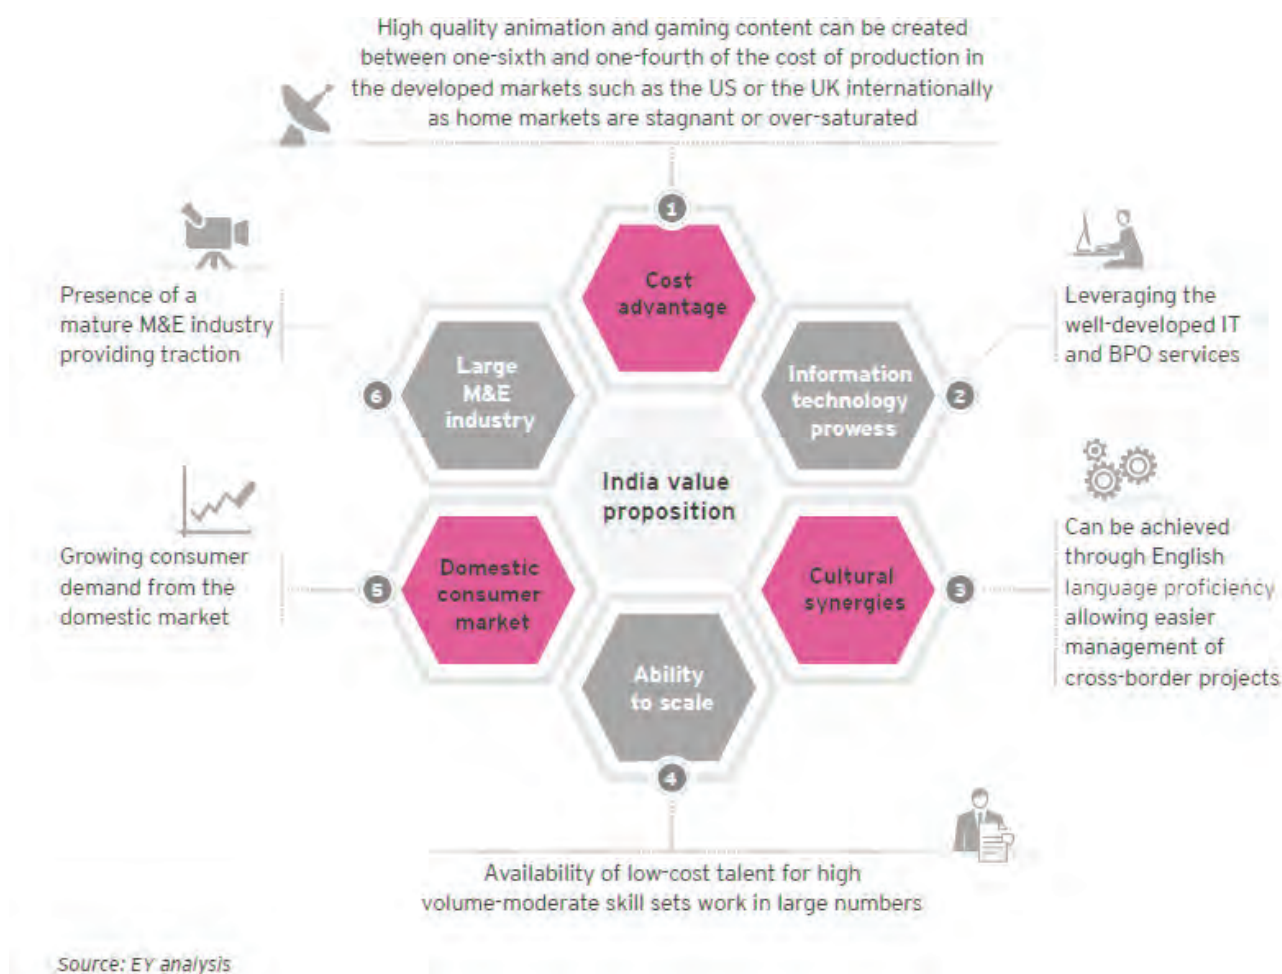 High quality animation and gaming content can be created
between one-sixth and one-fourth of the cost of production in
the developed markets such as the US or the UK internationally
as home markets are stagnant or over-saturated
1
Cost
advantage
Leveraging the
well-developed IT
and BPO services
2
Information
technology
prowess
Can be achieved
through English
language proficiency
allowing easier
management of
cross-border projects
3
Cultural
synergies
4
Ability
to scale
Availability of low-cost talent for high
volume-moderate skill sets work in large numbers
5
Domestic
consumer
market
Growing consumer
demand from the
domestic market
6
Large
M&E
industry
Presence of a
mature M&E industry
providing traction
India value
proposition
Source: EY analysis